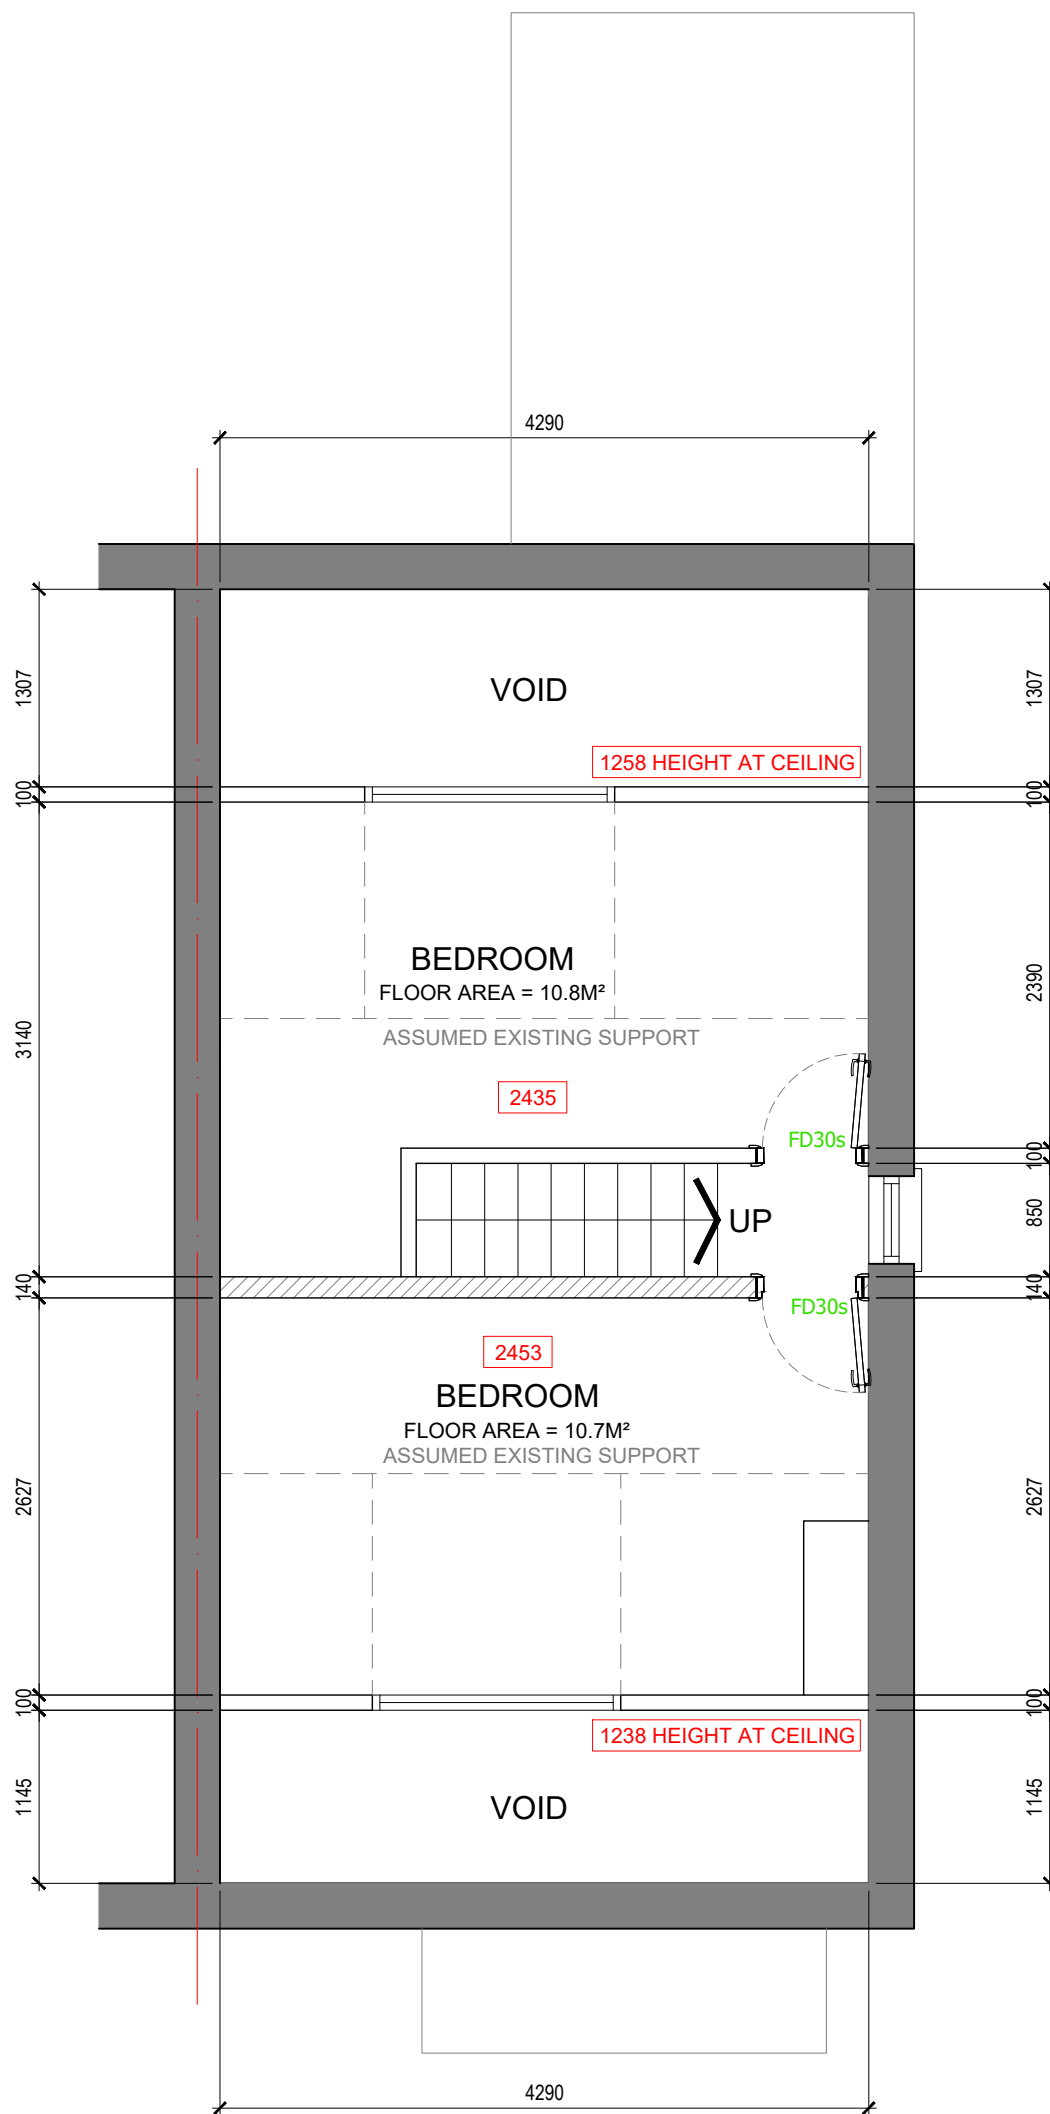 4290
1307
1307
VOID
1258 HEIGHT AT CEILING
100
100
BEDROOM
FLOOR AREA = 10.8M²
2390
3140
ASSUMED EXISTING SUPPORT
2435
FD30s
100
UP
850
140
140
FD30s
2453
BEDROOM
FLOOR AREA = 10.7M²
ASSUMED EXISTING SUPPORT
2627
2627
100
100
1238 HEIGHT AT CEILING
1145
1145
VOID
4290